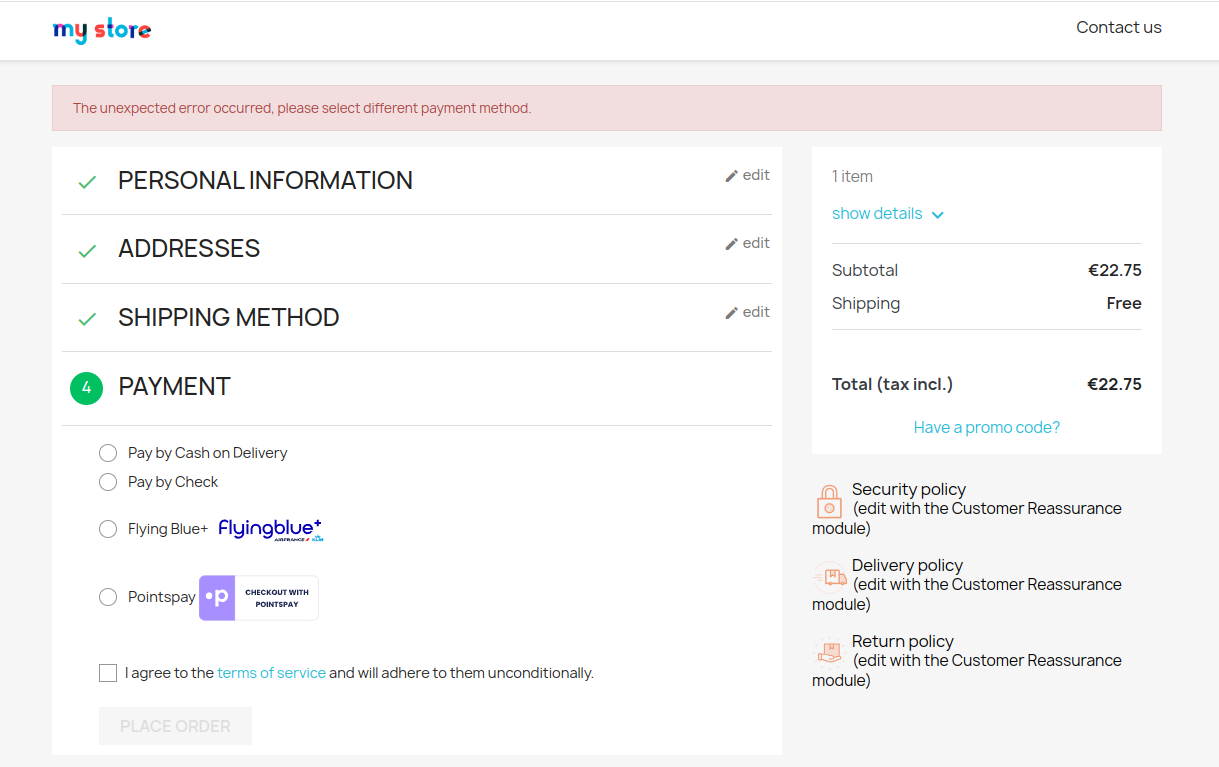 my store
Contact us
The unexpected error occurred, please select different payment method.
PERSONAL INFORMATION
edit
ADDRESSES
edit
SHIPPING METHOD
edit
4 PAYMENT
Pay by Cash on Delivery
Pay by Check
Flying Blue+ Flyingblue+
AIRFRANCE KLM
Pointspay p CHECKOUT WITH
POINTSPAY
I agree to the terms of service and will adhere to them unconditionally.
PLACE ORDER
1 item
show details
Subtotal €22.75
Shipping Free
Total (tax incl.) €22.75
Have a promo code?
Security policy
(edit with the Customer Reassurance
module)
Delivery policy
(edit with the Customer Reassurance
module)
Return policy
(edit with the Customer Reassurance
module)